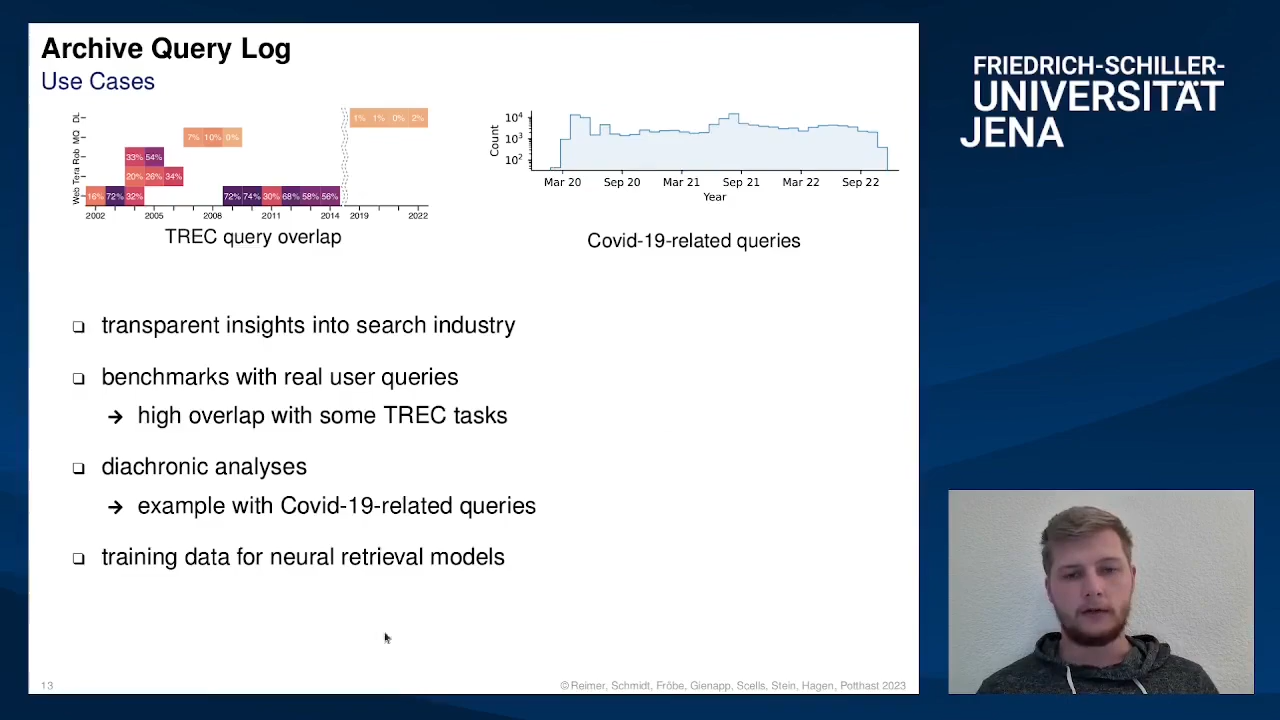 Archive Query Log
Use Cases
DL
MQ
Rob
Tera
Web
1% 1% 0% 2%
7% 10% 0%
33% 54%
20% 26% 34%
16% 72% 32% 72% 74% 30% 68% 58% 56%
2002 2005 2008 2011 2014 2019 2022
TREC query overlap
Count
10⁴
10³
10²
Mar 20 Sep 20 Mar 21 Sep 21 Mar 22 Sep 22
Year
Covid-19-related queries
❑ transparent insights into search industry
❑ benchmarks with real user queries
➔ high overlap with some TREC tasks
❑ diachronic analyses
➔ example with Covid-19-related queries
❑ training data for neural retrieval models
13
© Reimer, Schmidt, Fröbe, Gienapp, Scells, Stein, Hagen, Potthast 2023
FRIEDRICH-SCHILLER-
UNIVERSITÄT
JENA